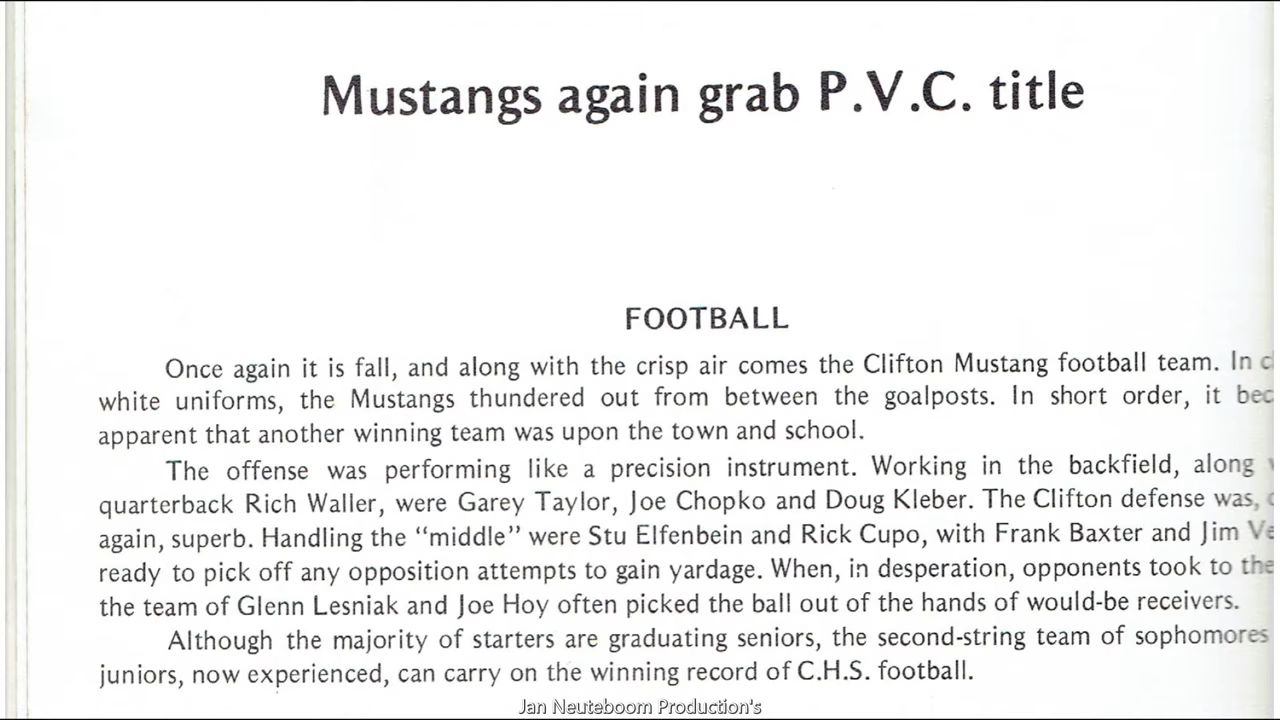 Mustangs again grab P.V.C. title
FOOTBALL
Once again it is fall, and along with the crisp air comes the Clifton Mustang football team. In
white uniforms, the Mustangs thundered out from between the goalposts. In short order, it
apparent that another winning team was upon the town and school.
The offense was performing like a precision instrument. Working in the backfield, along
quarterback Rich Waller, were Garey Taylor, Joe Chopko and Doug Kleber. The Clifton defense was,
again, superb. Handling the “middle” were Stu Elfenbein and Rick Cupo, with Frank Baxter and Jim
ready to pick off any opposition attempts to gain yardage. When, in desperation, opponents took to the
the team of Glenn Lesniak and Joe Hoy often picked the ball out of the hands of would-be receivers.
Although the majority of starters are graduating seniors, the second-string team of sophomores
juniors, now experienced, can carry on the winning record of C.H.S. football.
Jan Neuteboom Production's